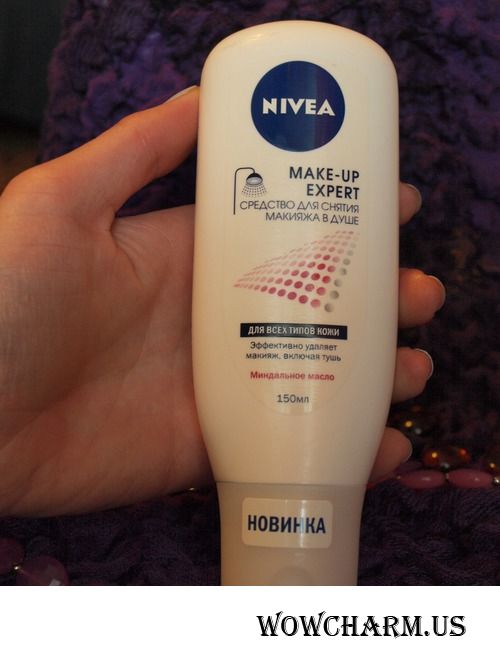 NIVEA
MAKE-UP
EXPERT
СРЕДСТВО ДЛЯ СНЯТИЯ
МАКИЯЖА В ДУШЕ
ДЛЯ ВСЕХ ТИПОВ КОЖИ
Эффективно удаляет
макияж, включая тушь
Миндальное масло
150мл
НОВИНКА
WOWCHARM.US